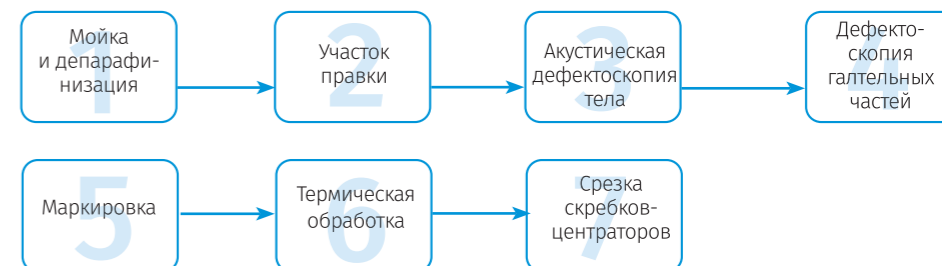 1
Мойка
и депарафи-
низация
2
Участок
правки
3
Акустическая
дефектоскопия
тела
4
Дефекто-
скопия
галтельных
частей
5
Маркировка
6
Термическая
обработка
7
Срезка
скребков-
центраторов